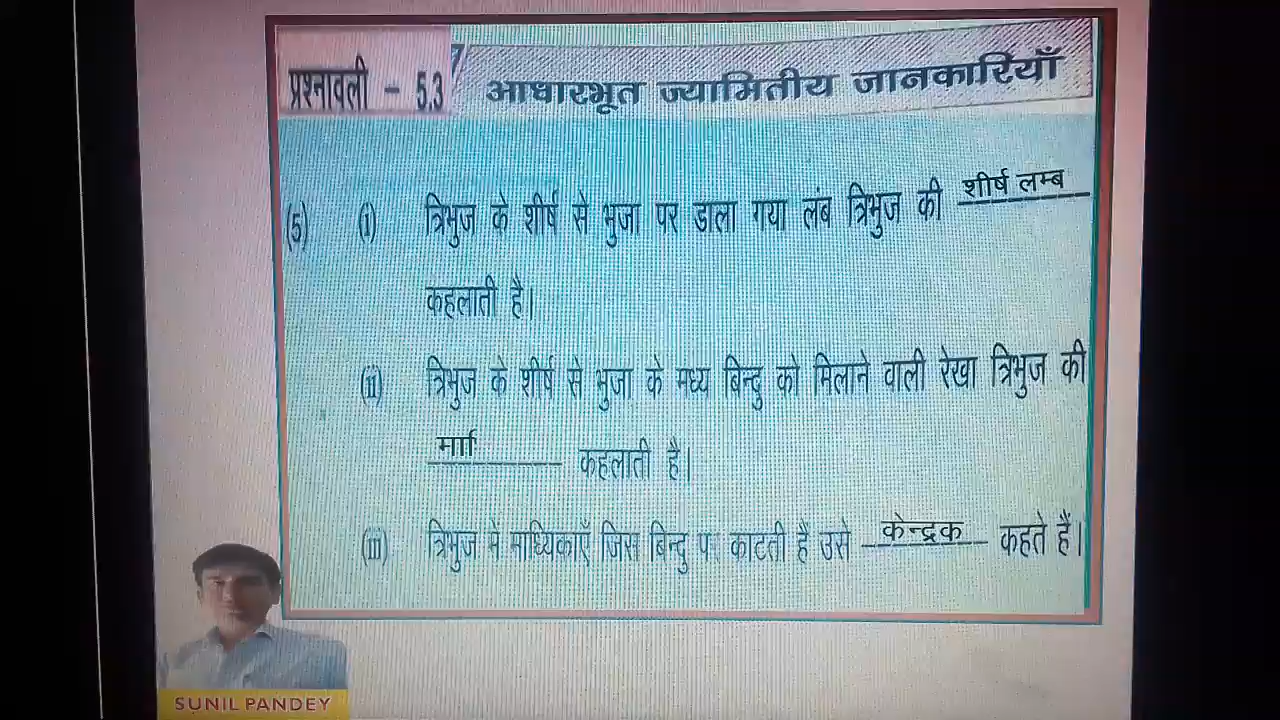 प्रश्नावली - 5.3
आधारभूत ज्यामितीय जानकारियाँ
(5) (i) त्रिभुज के शीर्ष से भुजा पर डाला गया लंब त्रिभुज की शीर्ष लम्ब
कहलाती है।
(ii) त्रिभुज के शीर्ष से भुजा के मध्य बिन्दु को मिलाने वाली रेखा त्रिभुज की
कहलाती है।
(iii) त्रिभुज में माध्यिकाएँ जिस बिन्दु पर काटती हैं उसे केन्द्रक कहते हैं।
SUNIL PANDEY